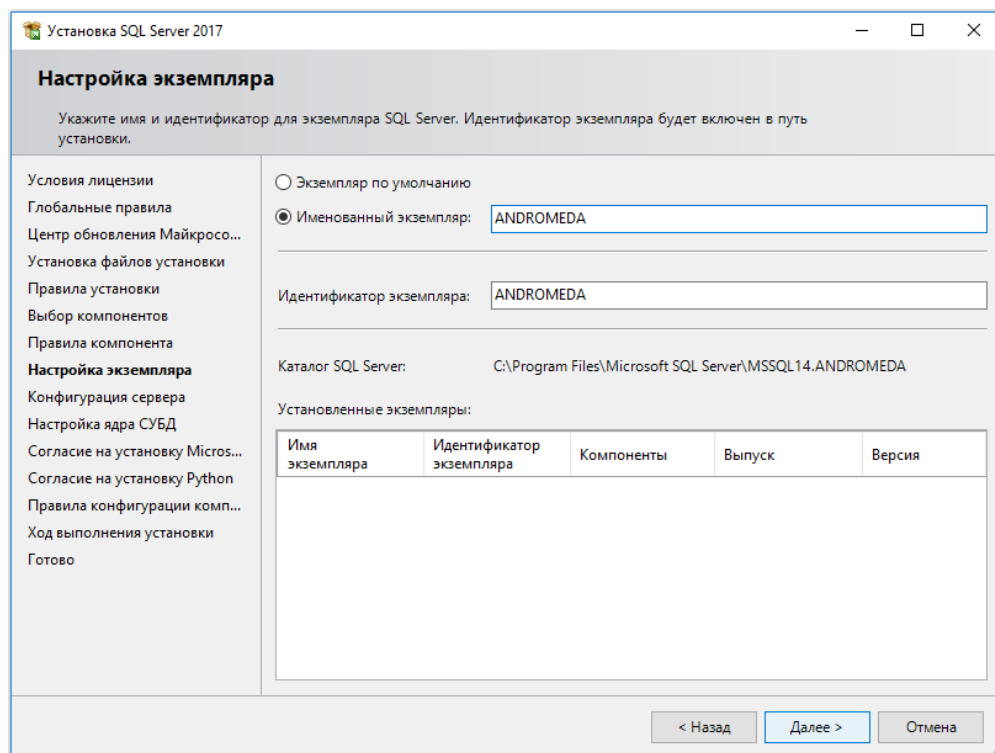 Установка SQL Server 2017
Настройка экземпляра
Укажите имя и идентификатор для экземпляра SQL Server. Идентификатор экземпляра будет включен в путь
установки.
Условия лицензии
Глобальные правила
Центр обновления Майкросо...
Установка файлов установки
Правила установки
Выбор компонентов
Правила компонента
Настройка экземпляра
Конфигурация сервера
Настройка ядра СУБД
Согласие на установку Micros...
Согласие на установку Python
Правила конфигурации комп...
Ход выполнения установки
Готово
Экземпляр по умолчанию
Именованный экземпляр: ANDROMEDA
Идентификатор экземпляра: ANDROMEDA
Каталог SQL Server: C:\Program Files\Microsoft SQL Server\MSSQL14.ANDROMEDA
Установленные экземпляры:
Имя
экземпляра
Идентификатор
экземпляра
Компоненты
Выпуск
Версия
< Назад
Далее >
Отмена